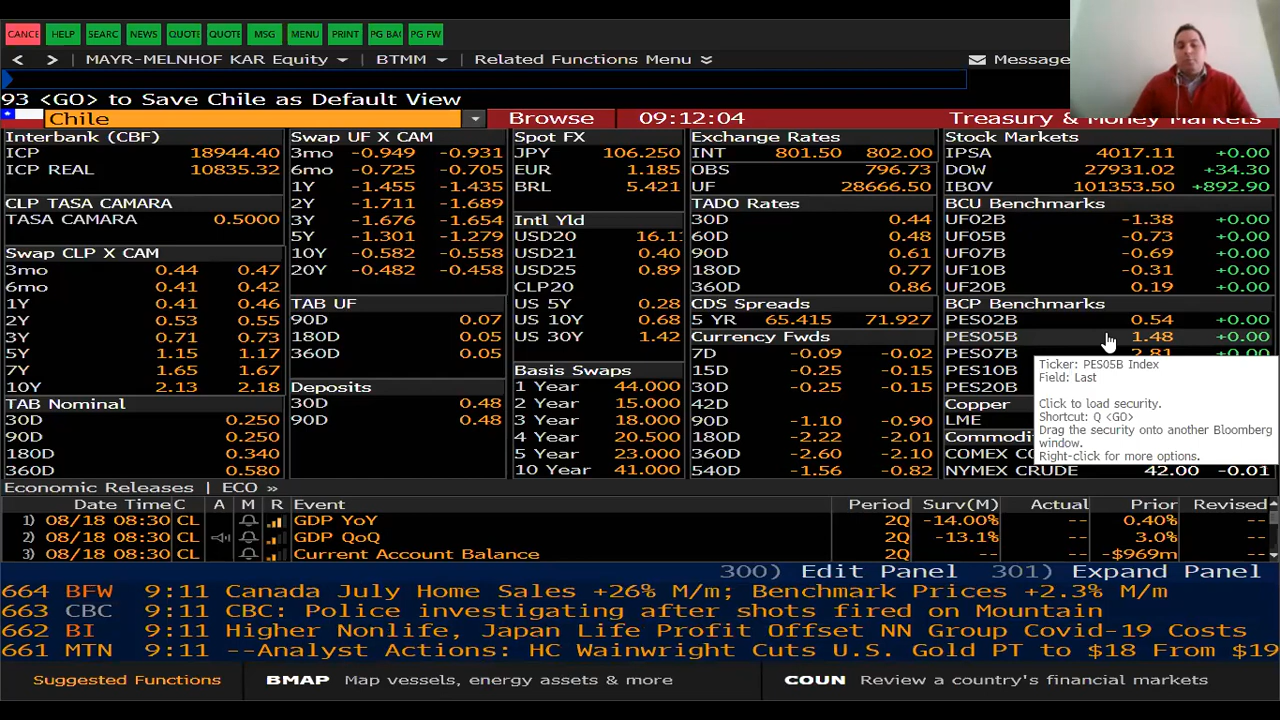 CANCE HELP SEARC NEWS QUOTE QUOTE MSG MENU PRINT PG BAC PG FW
< > MAYR-MELNHOF KAR Equity BTMM Related Functions Menu Message
93 <GO> to Save Chile as Default View
Chile Browse 09:12:04 Treasury & Money Markets
Interbank (CBF)
ICP 18944.40
ICP REAL 10835.32
CLP TASA CAMARA
TASA CAMARA 0.5000
Swap CLP X CAM
3mo 0.44 0.47
6mo 0.41 0.42
1Y 0.41 0.46
2Y 0.53 0.55
3Y 0.71 0.73
5Y 1.15 1.17
7Y 1.65 1.67
10Y 2.13 2.18
TAB Nominal
30D 0.250
90D 0.250
180D 0.340
360D 0.580
Swap UF X CAM
3mo -0.949 -0.931
6mo -0.725 -0.705
1Y -1.455 -1.435
2Y -1.711 -1.689
3Y -1.676 -1.654
5Y -1.301 -1.279
10Y -0.582 -0.558
20Y -0.482 -0.458
TAB UF
90D 0.07
180D 0.05
360D 0.05
Deposits
30D 0.48
90D 0.48
Spot FX
JPY 106.250
EUR 1.185
BRL 5.421
Intl Yld
USD20 16.11
USD21 0.40
USD25 0.89
CLP20
US 5Y 0.28
US 10Y 0.68
US 30Y 1.42
Basis Swaps
1 Year 44.000
2 Year 15.000
3 Year 18.000
4 Year 20.500
5 Year 23.000
10 Year 41.000
Exchange Rates
INT 801.50 802.00
OBS 796.73
UF 28666.50
TADO Rates
30D 0.44
60D 0.48
90D 0.61
180D 0.77
360D 0.86
CDS Spreads
5 YR 65.415 71.927
Currency Fwds
7D -0.09 -0.02
15D -0.25 -0.15
30D -0.25 -0.15
42D
90D -1.10 -0.90
180D -2.22 -2.01
360D -2.60 -2.10
540D -1.56 -0.82
Stock Markets
IPSA 4017.11 +0.00
DOW 27931.02 +34.30
IBOV 101353.50 +892.90
BCU Benchmarks
UF02B -1.38 +0.00
UF05B -0.73 +0.00
UF07B -0.69 +0.00
UF10B -0.31 +0.00
UF20B 0.19 +0.00
BCP Benchmarks
PES02B 0.54 +0.00
PES05B 1.48 +0.00
PES07B 2.81 +0.00
PES10B
PES20B
Copper
LME
Commodi
COMEX C
NYMEX CRUDE 42.00 -0.01
Ticker: PES05B Index
Field: Last
Click to load security.
Shortcut: Q <GO>
Drag the security onto another Bloomberg
window.
Right-click for more options.
Economic Releases | ECO »
Date Time C A M R Event Period Surv(M) Actual Prior Revised
1) 08/18 08:30 CL GDP YoY 2Q -14.00% -- 0.40% --
2) 08/18 08:30 CL GDP QoQ 2Q -13.1% -- 3.0% --
3) 08/18 08:30 CL Current Account Balance 2Q -- -- -$969m --
300) Edit Panel 301) Expand Panel
664 BFW 9:11 Canada July Home Sales +26% M/m; Benchmark Prices +2.3% M/m
663 CBC 9:11 CBC: Police investigating after shots fired on Mountain
662 BI 9:11 Higher Nonlife, Japan Life Profit Offset NN Group Covid-19 Costs
661 MTN 9:11 --Analyst Actions: HC Wainwright Cuts U.S. Gold PT to $18 From $19
Suggested Functions BMAP Map vessels, energy assets & more COUN Review a country's financial markets